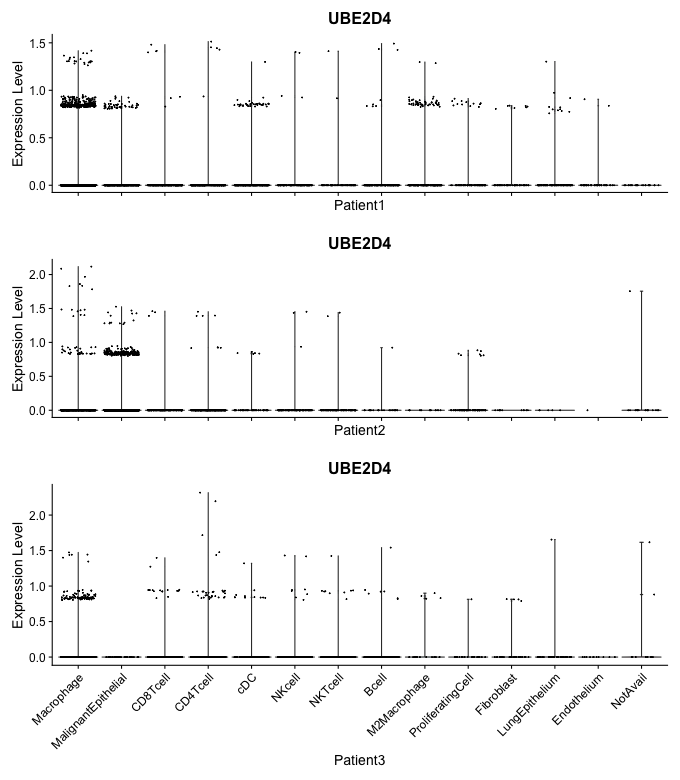 UBE2D4
Expression Level
1.5
1.0
0.5
0.0
Patient1
UBE2D4
Expression Level
2.0
1.5
1.0
0.5
0.0
Patient2
UBE2D4
Expression Level
2.0
1.5
1.0
0.5
0.0
Macrophage
MalignantEpithelial
CD8Tcell
CD4Tcell
cDC
NKcell
NKTcell
Bcell
M2Macrophage
ProliferatingCell
Fibroblast
LungEpithelium
Endothelium
NotAvail
Patient3